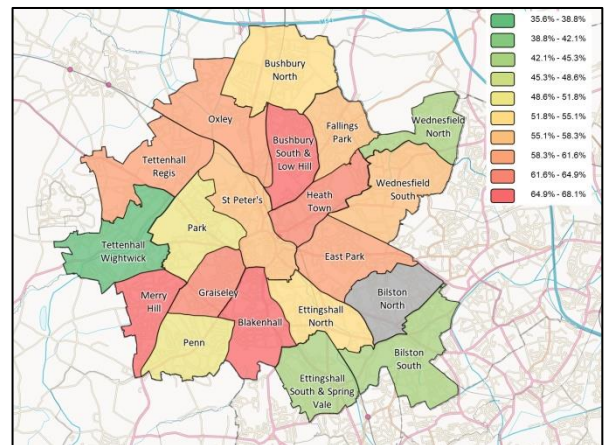 35.6% - 38.8%
38.8% - 42.1%
42.1% - 45.3%
45.3% - 48.6%
48.6% - 51.8%
51.8% - 55.1%
55.1% - 58.3%
58.3% - 61.6%
61.6% - 64.9%
64.9% - 68.1%
Bushbury
North
Oxley
Bushbury
South &
Low Hill
Fallings
Park
Wednesfield
North
Tettenhall
Regis
St Peter's
Heath
Town
Wednesfield
South
Tettenhall
Wightwick
Park
East Park
Merry
Hill
Graiseley
Blakenhall
Ettingshall
North
Bilston
North
Penn
Ettingshall
South & Spring
Vale
Bilston
South